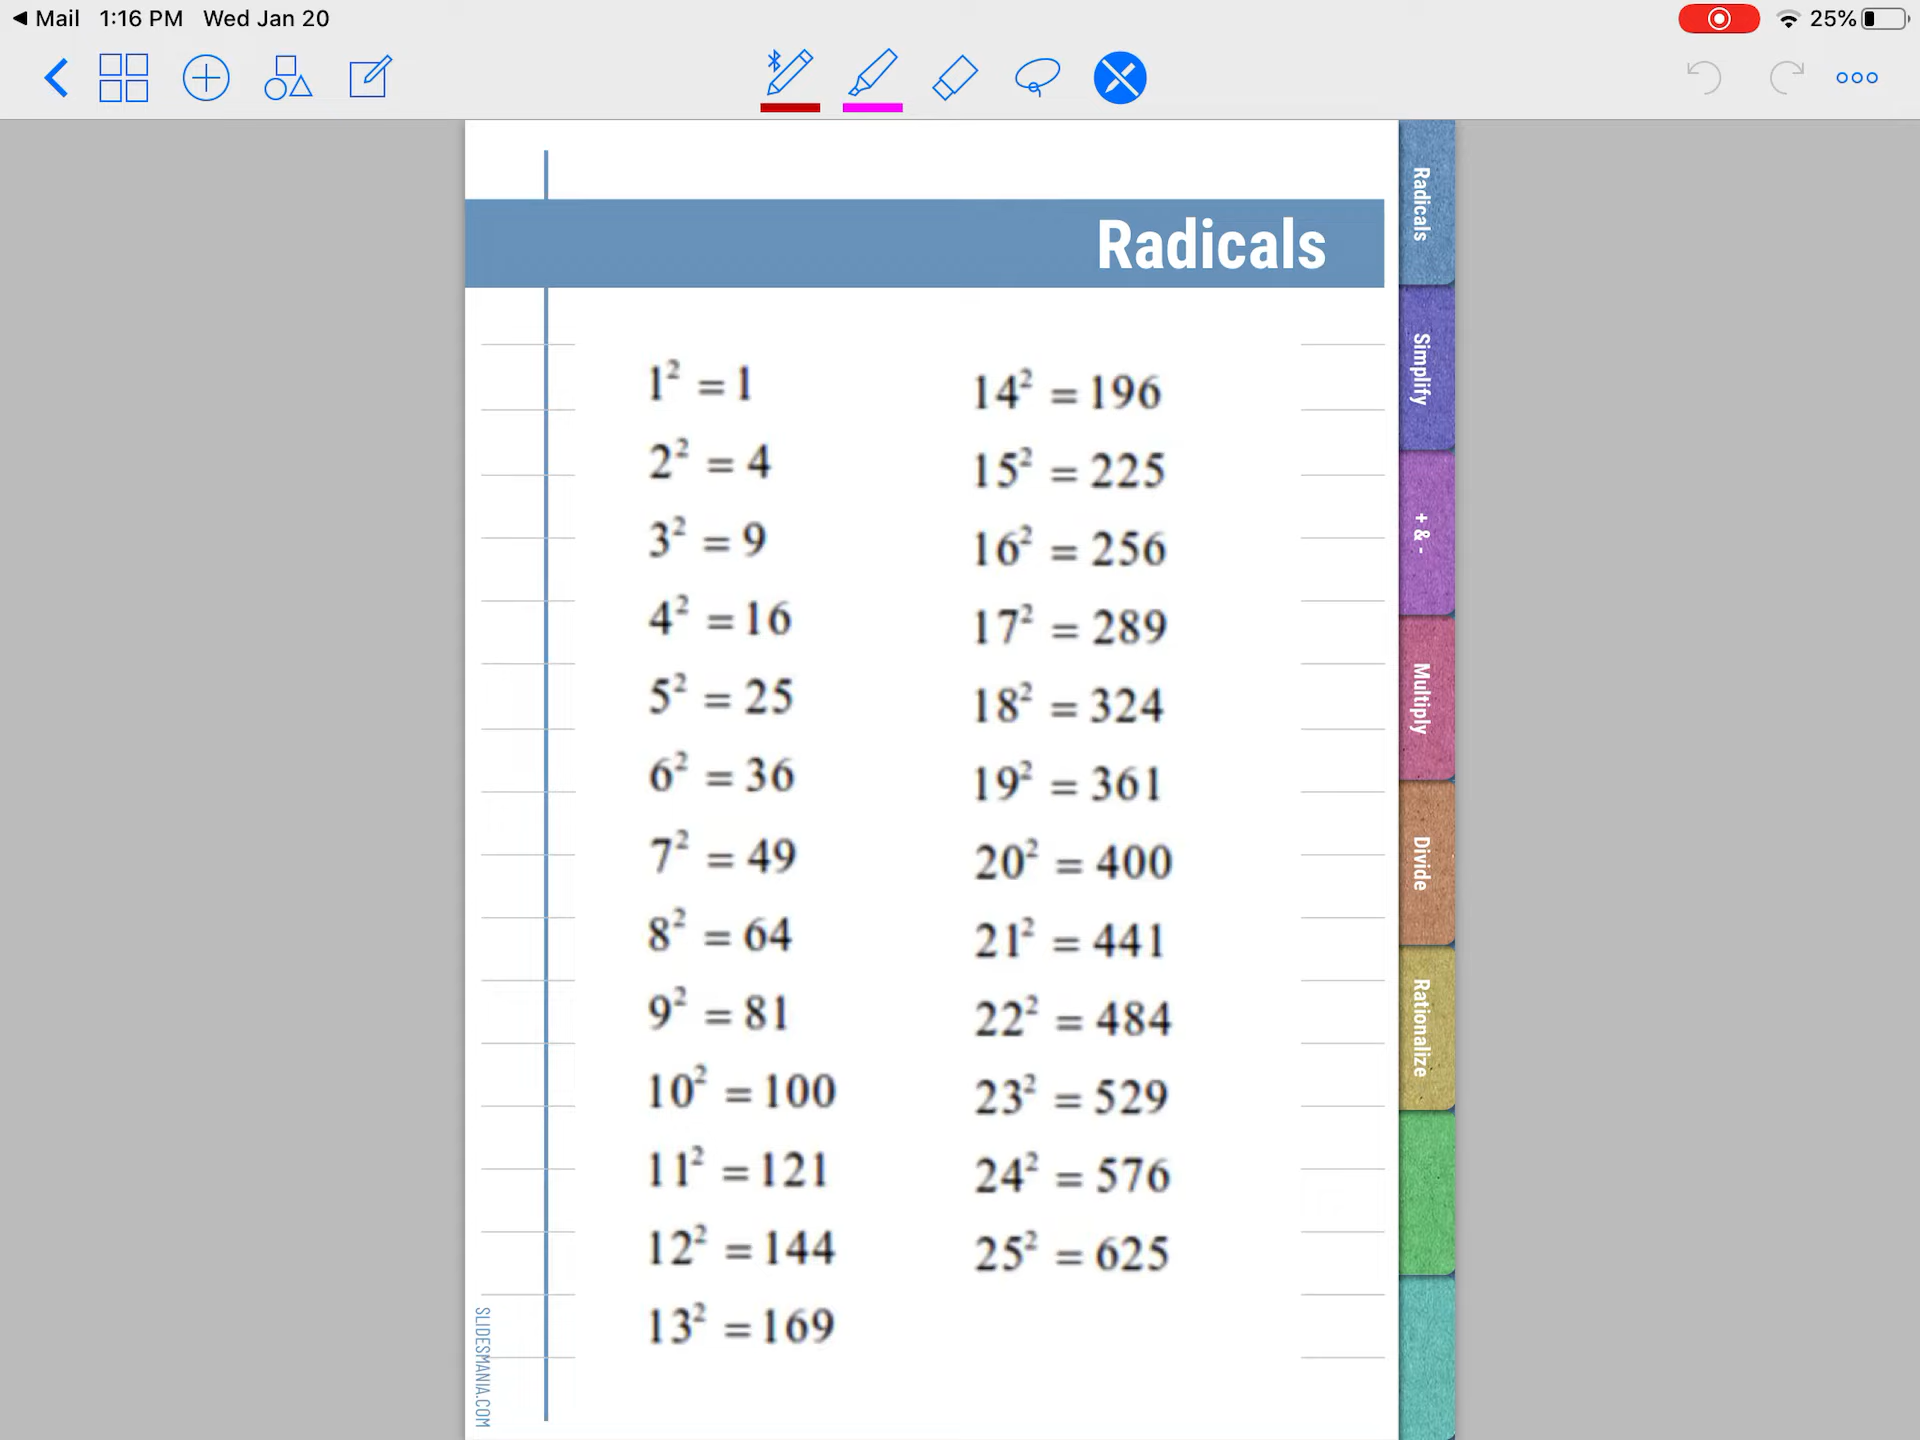 ◀ Mail 1:16 PM Wed Jan 20
25%
Radicals
1² = 1
2² = 4
3² = 9
4² = 16
5² = 25
6² = 36
7² = 49
8² = 64
9² = 81
10² = 100
11² = 121
12² = 144
13² = 169
14² = 196
15² = 225
16² = 256
17² = 289
18² = 324
19² = 361
20² = 400
21² = 441
22² = 484
23² = 529
24² = 576
25² = 625
Radicals
Simplify
+ & -
Multiply
Divide
Rationalize
SLIDESMANIA.COM